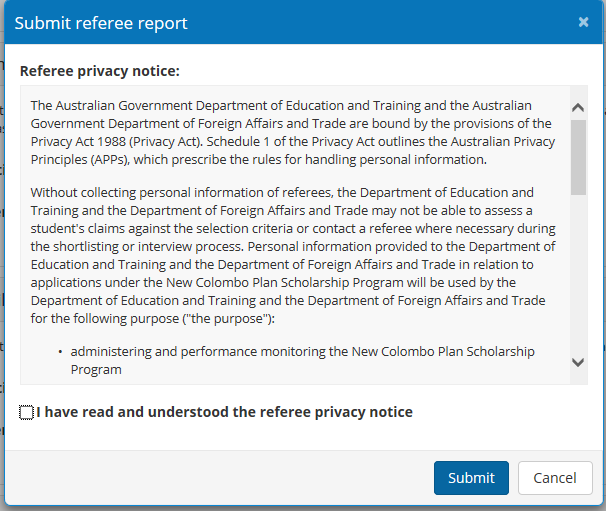 Submit referee report
Referee privacy notice:
The Australian Government Department of Education and Training and the Australian
Government Department of Foreign Affairs and Trade are bound by the provisions of the
Privacy Act 1988 (Privacy Act). Schedule 1 of the Privacy Act outlines the Australian Privacy
Principles (APPs), which prescribe the rules for handling personal information.
Without collecting personal information of referees, the Department of Education and
Training and the Department of Foreign Affairs and Trade may not be able to assess a
student's claims against the selection criteria or contact a referee where necessary during
the shortlisting or interview process. Personal information provided to the Department of
Education and Training and the Department of Foreign Affairs and Trade in relation to
applications under the New Colombo Plan Scholarship Program will be used by the
Department of Education and Training and the Department of Foreign Affairs and Trade
for the following purpose ("the purpose"):
• administering and performance monitoring the New Colombo Plan Scholarship
Program
I have read and understood the referee privacy notice
Submit Cancel